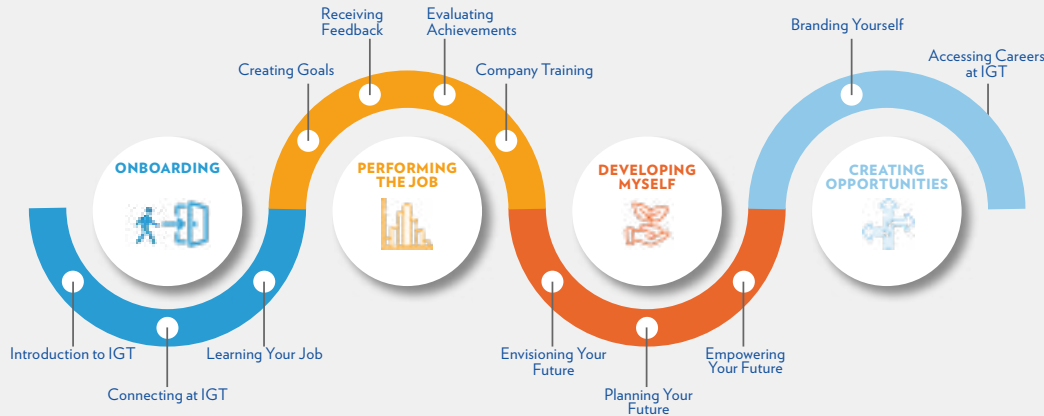 Receiving
Feedback
Evaluating
Achievements
Branding Yourself
Creating Goals
Company Training
Accessing Careers
at IGT
ONBOARDING
PERFORMING
THE JOB
DEVELOPING
MYSELF
CREATING
OPPORTUNITIES
Introduction to IGT
Learning Your Job
Connecting at IGT
Envisioning Your
Future
Empowering
Your Future
Planning Your
Future